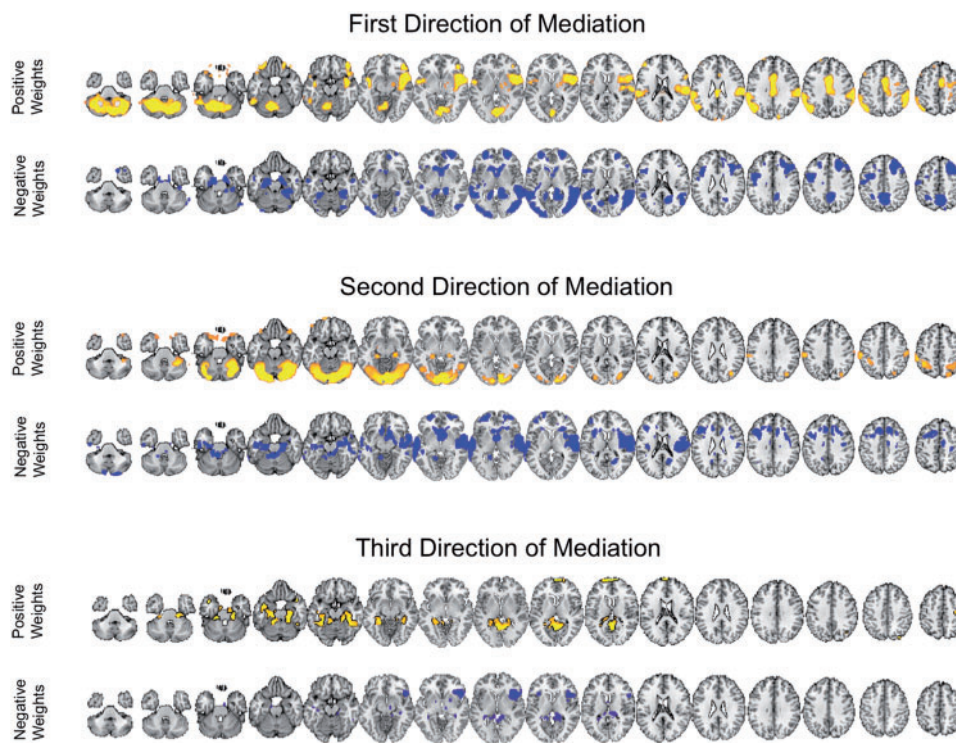 First Direction of Mediation
Positive
Weights
Negative
Weights
Second Direction of Mediation
Positive
Weights
Negative
Weights
Third Direction of Mediation
Positive
Weights
Negative
Weights